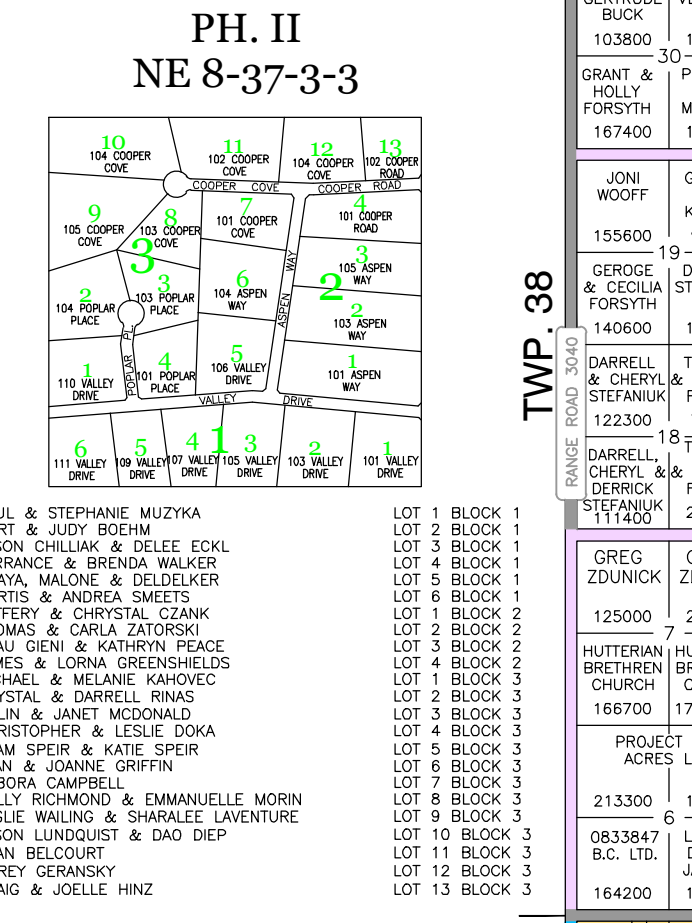 PH. II
NE 8-37-3-3
10
104 COOPER
COVE
11
102 COOPER
COVE
12
104 COOPER
COVE
13
102 COOPER
ROAD
COOPER COVE
COOPER ROAD
9
105 COOPER
COVE
8
103 COOPER
COVE
7
101 COOPER
COVE
4
101 COOPER
ROAD
3
3
105 ASPEN
WAY
2
2
103 ASPEN
WAY
1
101 ASPEN
WAY
ASPEN WAY
6
104 ASPEN
WAY
5
106 VALLEY
DRIVE
3
103 POPLAR
PLACE
2
104 POPLAR
PLACE
4
101 POPLAR
PLACE
1
110 VALLEY
DRIVE
POPLAR PL
VALLEY DRIVE
1
6
111 VALLEY
DRIVE
5
109 VALLEY
DRIVE
4
107 VALLEY
DRIVE
3
105 VALLEY
DRIVE
2
103 VALLEY
DRIVE
1
101 VALLEY
DRIVE
UL & STEPHANIE MUZYKA LOT 1 BLOCK 1
RT & JUDY BOEHM LOT 2 BLOCK 1
SON CHILLIAK & DELEE ECKL LOT 3 BLOCK 1
RRANCE & BRENDA WALKER LOT 4 BLOCK 1
AYA, MALONE & DELDELKER LOT 5 BLOCK 1
RTIS & ANDREA SMEETS LOT 6 BLOCK 1
FFERY & CHRYSTAL CZANK LOT 1 BLOCK 2
OMAS & CARLA ZATORSKI LOT 2 BLOCK 2
AU GIENI & KATHRYN PEACE LOT 3 BLOCK 2
MES & LORNA GREENSHIELDS LOT 4 BLOCK 2
CHAEL & MELANIE KAHOVEC LOT 1 BLOCK 3
YSTAL & DARRELL RINAS LOT 2 BLOCK 3
LIN & JANET MCDONALD LOT 3 BLOCK 3
RISTOPHER & LESLIE DOKA LOT 4 BLOCK 3
AM SPEIR & KATIE SPEIR LOT 5 BLOCK 3
AN & JOANNE GRIFFIN LOT 6 BLOCK 3
BORA CAMPBELL LOT 7 BLOCK 3
LLY RICHMOND & EMMANUELLE MORIN LOT 8 BLOCK 3
SLIE WAILING & SHARALEE LAVENTURE LOT 9 BLOCK 3
SON LUNDQUIST & DAO DIEP LOT 10 BLOCK 3
AN BELCOURT LOT 11 BLOCK 3
FREY GERANSKY LOT 12 BLOCK 3
AIG & JOELLE HINZ LOT 13 BLOCK 3
TWP. 38
RANGE ROAD 3040
BUCK
103800
30
GRANT &
HOLLY
FORSYTH
167400
JONI
WOOFF
155600
19
GEROGE
& CECILIA
FORSYTH
140600
DARRELL
& CHERYL
STEFANIUK
122300
18
DARRELL,
CHERYL &
DERRICK
STEFANIUK
111400
GREG
ZDUNICK
125000
7
HUTTERIAN
BRETHREN
CHURCH
166700
PROJECT
ACRES L
213300
6
0833847
B.C. LTD.
164200